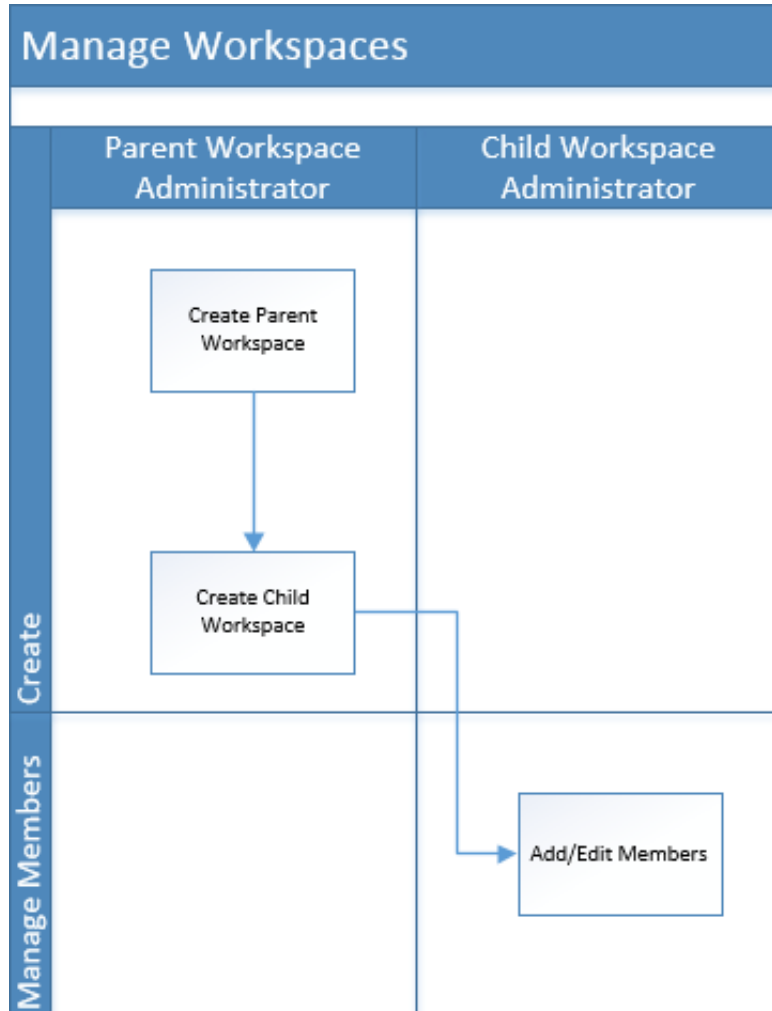 Manage Workspaces
Parent Workspace
Administrator
Child Workspace
Administrator
Create Parent
Workspace
Create Child
Workspace
Create
Add/Edit Members
Manage Members